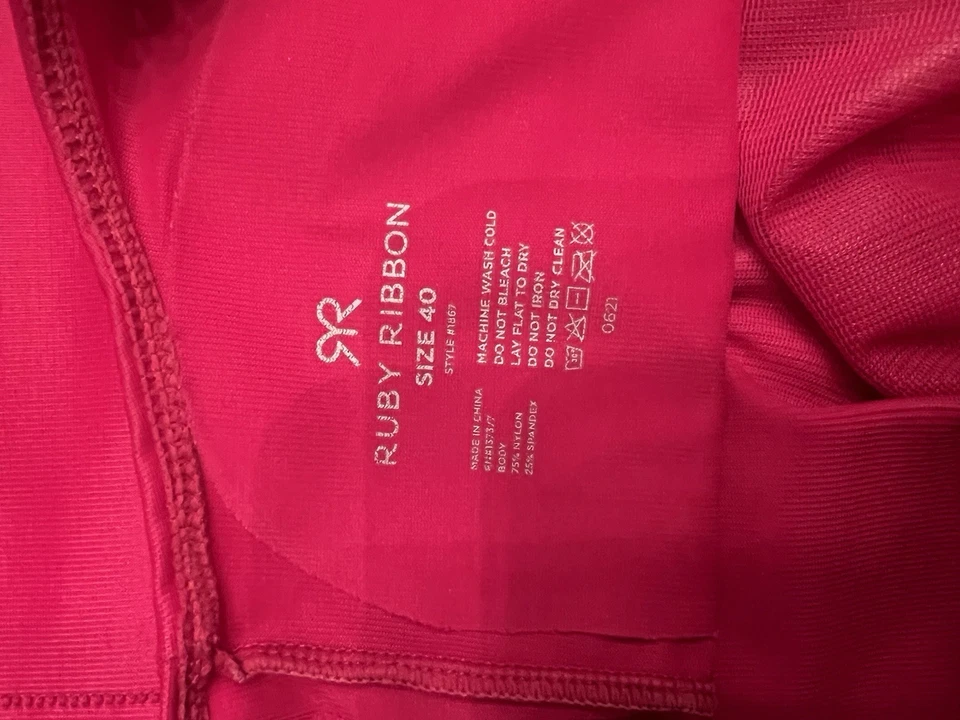 RUBY RIBBON
SIZE 40
STYLE #1867
MACHINE WASH COLD
DO NOT BLEACH
LAY FLAT TO DRY
DO NOT IRON
DO NOT DRY CLEAN
30°
0621
MADE IN CHINA
BODY
75% NYLON
25% SPANDEX